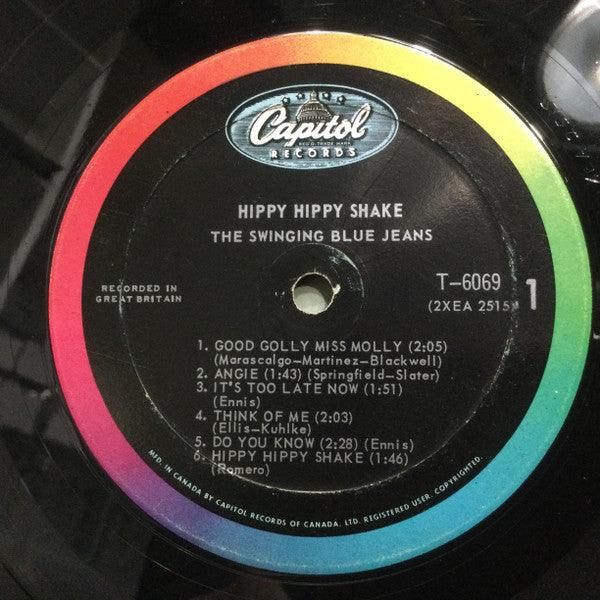 Capitol
REG'D. TRADE MARK
RECORDS
HIPPY HIPPY SHAKE
THE SWINGING BLUE JEANS
RECORDED IN
GREAT BRITAIN
T-6069
(2XEA 2515)
1
1. GOOD GOLLY MISS MOLLY (2:05)
(Marascalgo-Martinez-Blackwell)
2. ANGIE (1:43) (Springfield-Slater)
3. IT'S TOO LATE NOW (1:51)
(Ennis)
4. THINK OF ME (2:03)
(Ellis-Kuhlke)
5. DO YOU KNOW (2:28) (Ennis)
6. HIPPY HIPPY SHAKE (1:46)
(Romero)
MFD. IN CANADA BY CAPITOL RECORDS OF CANADA, LTD. REGISTERED USER. COPYRIGHTED.